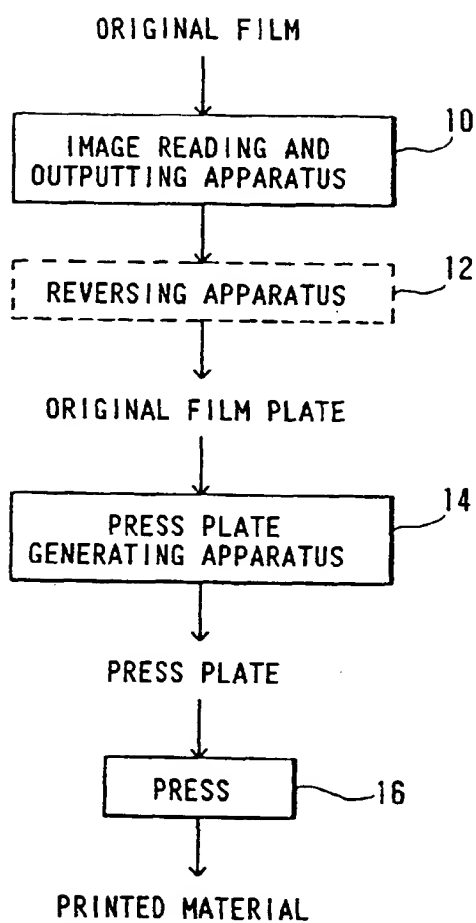 ORIGINAL FILM
10
IMAGE READING AND
OUTPUTTING APPARATUS
12
REVERSING APPARATUS
ORIGINAL FILM PLATE
14
PRESS PLATE
GENERATING APPARATUS
PRESS PLATE
PRESS
16
PRINTED MATERIAL